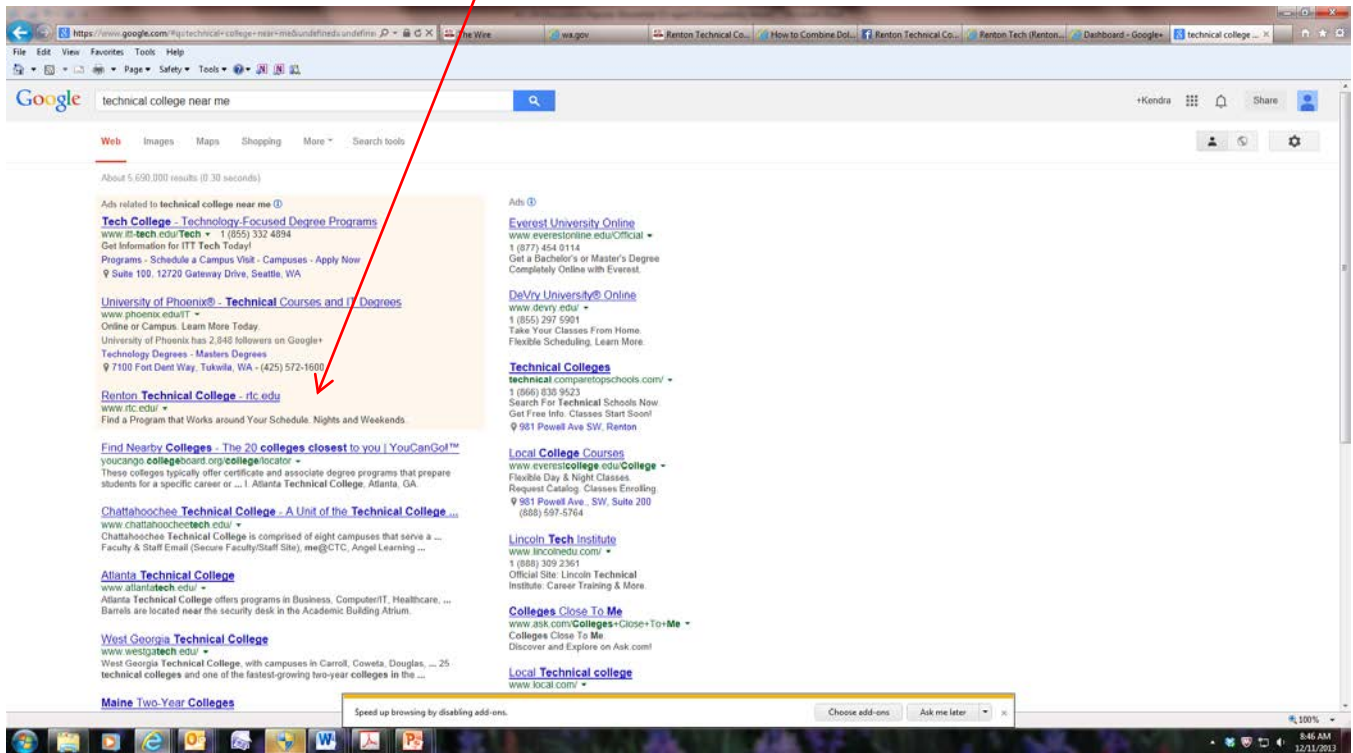 https://www.google.com/#q=technical+college+near+me&undefined=undefine
The Wire
wa.gov
Renton Technical Co...
How to Combine Dol...
Renton Technical Co...
Renton Tech (Renton...
Dashboard - Google+
technical college ...
File Edit View Favorites Tools Help
Page Safety Tools
Google
technical college near me
+Kendra
Share
Web Images Maps Shopping More Search tools
About 5,690,000 results (0.30 seconds)
Ads related to technical college near me
Tech College - Technology-Focused Degree Programs
www.itt-tech.edu/Tech 1 (855) 332 4894
Get Information for ITT Tech Today!
Programs - Schedule a Campus Visit - Campuses - Apply Now
Suite 100, 12720 Gateway Drive, Seattle, WA
University of Phoenix® - Technical Courses and IT Degrees
www.phoenix.edu/IT
Online or Campus. Learn More Today.
University of Phoenix has 2,848 followers on Google+
Technology Degrees - Masters Degrees
7100 Fort Dent Way, Tukwila, WA - (425) 572-1600
Renton Technical College - rtc.edu
www.rtc.edu/
Find a Program that Works around Your Schedule. Nights and Weekends.
Find Nearby Colleges - The 20 colleges closest to you | YouCanGo!™
youcango.collegeboard.org/college/locator
These colleges typically offer certificate and associate degree programs that prepare
students for a specific career or ... l. Atlanta Technical College, Atlanta, GA.
Chattahoochee Technical College - A Unit of the Technical College ...
www.chattahoocheetech.edu/
Chattahoochee Technical College is comprised of eight campuses that serve a ...
Faculty & Staff Email (Secure Faculty/Staff Site), me@CTC, Angel Learning ...
Atlanta Technical College
www.atlantatech.edu/
Atlanta Technical College offers programs in Business, Computer/IT, Healthcare, ...
Barrels are located near the security desk in the Academic Building Atrium.
West Georgia Technical College
www.westgatech.edu/
West Georgia Technical College, with campuses in Carroll, Coweta, Douglas, ... 25
technical colleges and one of the fastest-growing two-year colleges in the ...
Maine Two-Year Colleges
Ads
Everest University Online
www.everestonline.edu/Official
1 (877) 454 0114
Get a Bachelor's or Master's Degree
Completely Online with Everest.
DeVry University® Online
www.devry.edu/
1 (855) 297 5901
Take Your Classes From Home.
Flexible Scheduling, Learn More.
Technical Colleges
technical.comparetopschools.com/
1 (866) 838 9523
Search For Technical Schools Now.
Get Free Info. Classes Start Soon!
981 Powell Ave SW, Renton
Local College Courses
www.everestcollege.edu/College
Flexible Day & Night Classes.
Request Catalog. Classes Enrolling.
981 Powell Ave., SW, Suite 200
(888) 597-5764
Lincoln Tech Institute
www.lincolnedu.com/
1 (888) 309 2361
Official Site: Lincoln Technical
Institute: Career Training & More.
Colleges Close To Me
www.ask.com/Colleges+Close+To+Me
Colleges Close To Me.
Discover and Explore on Ask.com!
Local Technical college
www.local.com/
Speed up browsing by disabling add-ons.
Choose add-ons
Ask me later
100%
8:46 AM
12/11/2013